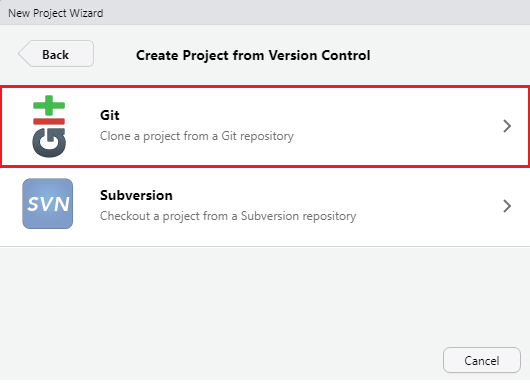 New Project Wizard
Back
Create Project from Version Control
git
Git
Clone a project from a Git repository
SVN
Subversion
Checkout a project from a Subversion repository
Cancel